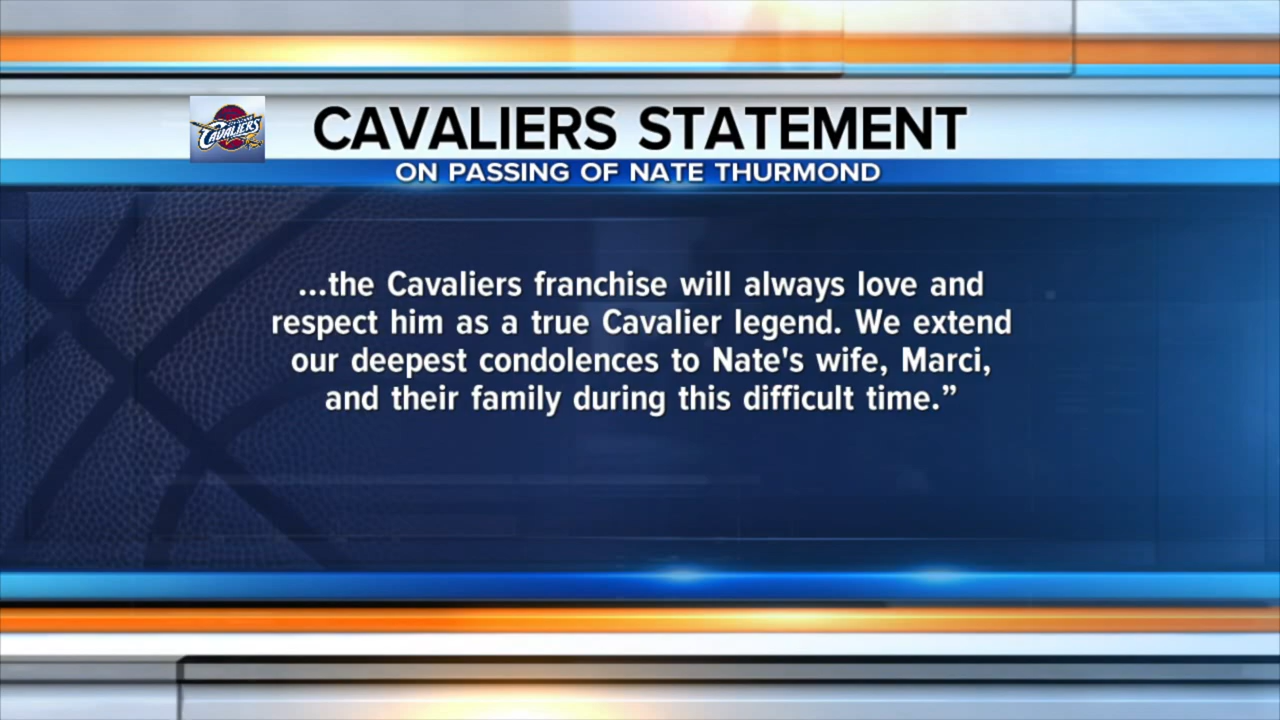 CAVALIERS
CAVALIERS STATEMENT
ON PASSING OF NATE THURMOND
...the Cavaliers franchise will always love and
respect him as a true Cavalier legend. We extend
our deepest condolences to Nate's wife, Marci,
and their family during this difficult time.”